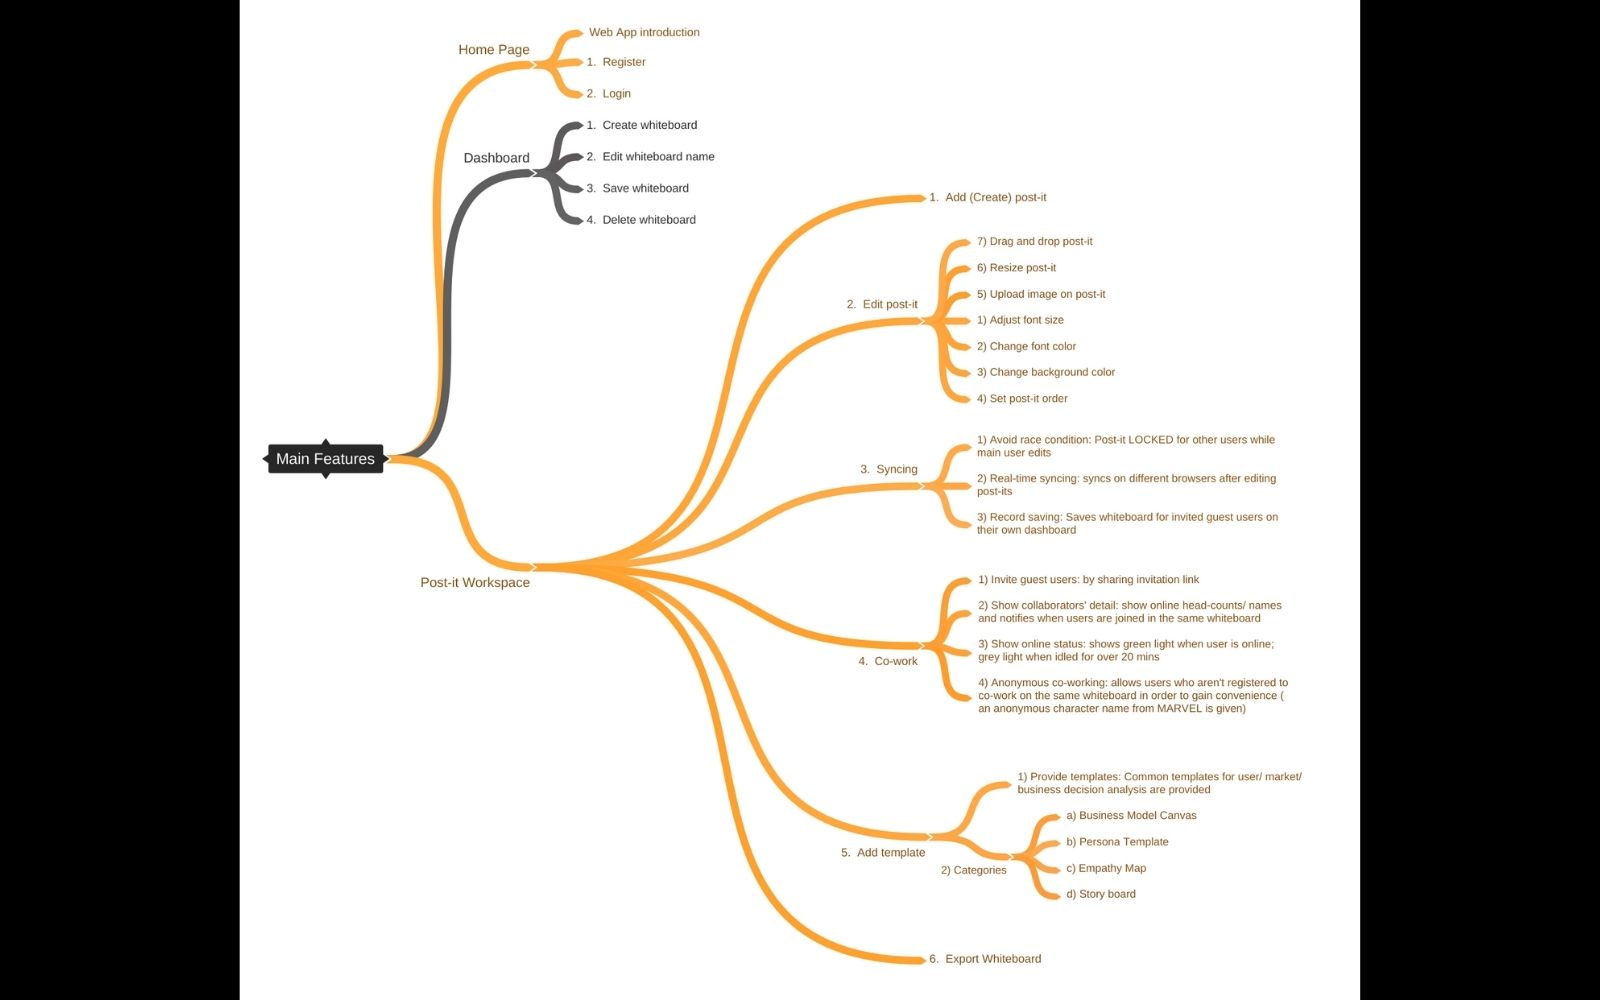 Main Features
Home Page
Web App introduction
1. Register
2. Login
Dashboard
1. Create whiteboard
2. Edit whiteboard name
3. Save whiteboard
4. Delete whiteboard
Post-it Workspace
1. Add (Create) post-it
2. Edit post-it
7) Drag and drop post-it
6) Resize post-it
5) Upload image on post-it
1) Adjust font size
2) Change font color
3) Change background color
4) Set post-it order
3. Syncing
1) Avoid race condition: Post-it LOCKED for other users while
main user edits
2) Real-time syncing: syncs on different browsers after editing
post-its
3) Record saving: Saves whiteboard for invited guest users on
their own dashboard
4. Co-work
1) Invite guest users: by sharing invitation link
2) Show collaborators' detail: show online head-counts/ names
and notifies when users are joined in the same whiteboard
3) Show online status: shows green light when user is online;
grey light when idled for over 20 mins
4) Anonymous co-working: allows users who aren't registered to
co-work on the same whiteboard in order to gain convenience (
an anonymous character name from MARVEL is given)
5. Add template
1) Provide templates: Common templates for user/ market/
business decision analysis are provided
2) Categories
a) Business Model Canvas
b) Persona Template
c) Empathy Map
d) Story board
6. Export Whiteboard